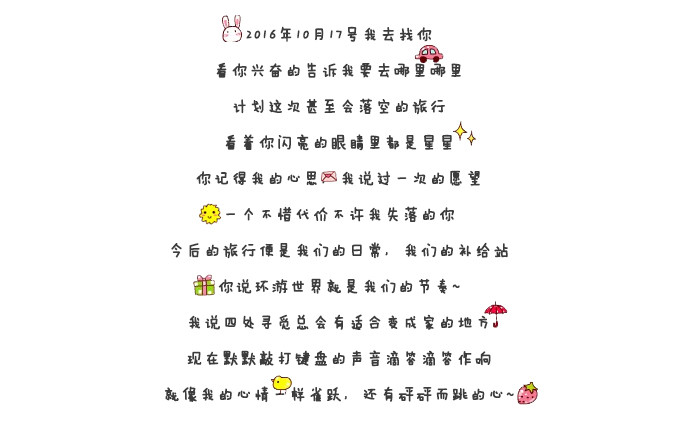 2016年10月17号我去找你
看你兴奋的告诉我要去哪里哪里
计划这次甚至会落空的旅行
看着你闪亮的眼睛里都是星星
你记得我的心思我说过一次的愿望
一个不惜代价不许我失落的你
今后的旅行便是我们的日常，我们的补给站
你说环游世界就是我们的节奏~
我说四处寻觅总会有适合变成家的地方
现在默默敲打键盘的声音滴答滴答作响
就像我的心情一样雀跃，还有砰砰而跳的心~